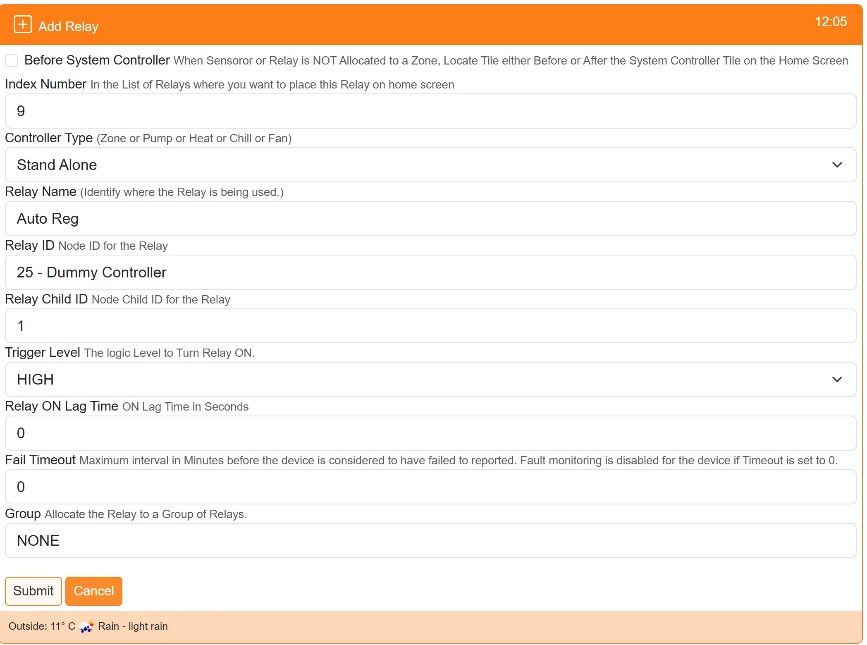 Add Relay
12:05
Before System Controller When Sensoror or Relay is NOT Allocated to a Zone, Locate Tile either Before or After the System Controller Tile on the Home Screen
Index Number In the List of Relays where you want to place this Relay on home screen
9
Controller Type (Zone or Pump or Heat or Chill or Fan)
Stand Alone
Relay Name (Identify where the Relay is being used.)
Auto Reg
Relay ID Node ID for the Relay
25 - Dummy Controller
Relay Child ID Node Child ID for the Relay
1
Trigger Level The logic Level to Turn Relay ON.
HIGH
Relay ON Lag Time ON Lag Time in Seconds
0
Fail Timeout Maximum interval in Minutes before the device is considered to have failed to reported. Fault monitoring is disabled for the device if Timeout is set to 0.
0
Group Allocate the Relay to a Group of Relays.
NONE
Submit Cancel
Outside: 11° C Rain - light rain